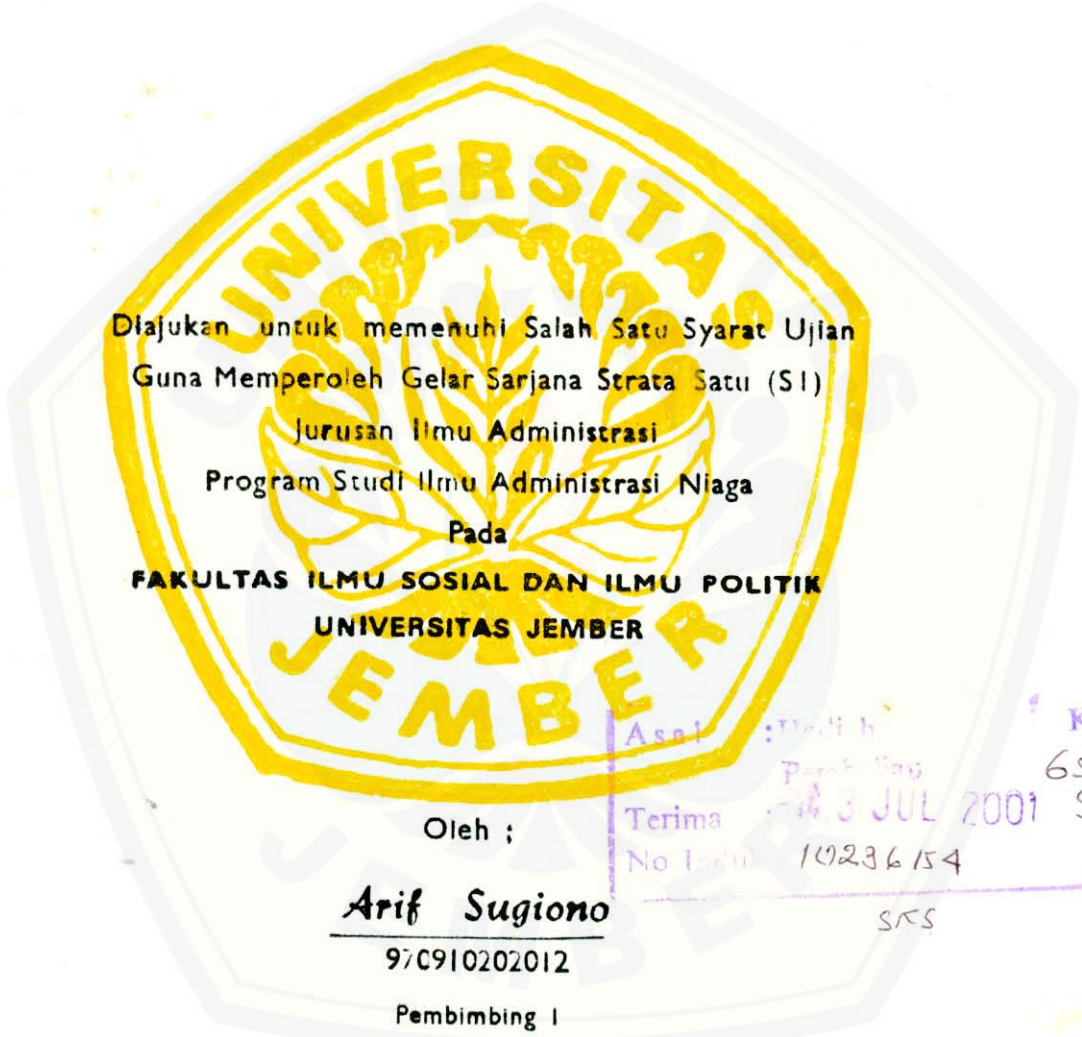 UNIVERSITAS
Diajukan untuk memenuhi Salah Satu Syarat Ujian
Guna Memperoleh Gelar Sarjana Strata Satu (S1)
Jurusan Ilmu Administrasi
Program Studi Ilmu Administrasi Niaga
Pada
FAKULTAS ILMU SOSIAL DAN ILMU POLITIK
UNIVERSITAS JEMBER
JEMBER
Asal :
Terima : 3 JUL 2001
No Induk 10236154
Oleh :
Arif Sugiono
970910202012
Pembimbing I